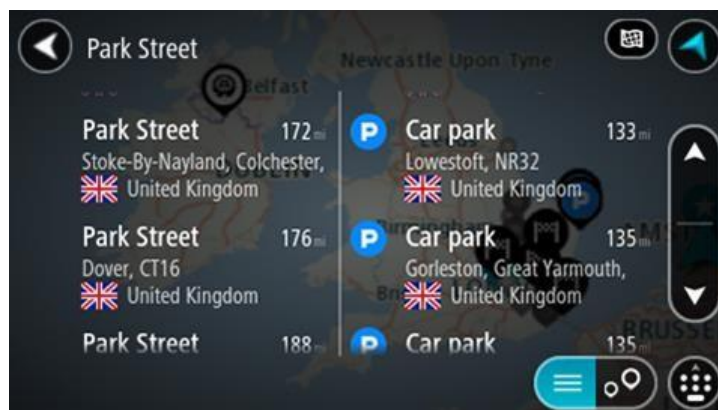 Park Street
Newcastle Upon Tyne
Belfast
Park Street 172 mi
Stoke-By-Nayland, Colchester,
United Kingdom
Park Street 176 mi
Dover, CT16
United Kingdom
Park Street 188 mi
P Car park 133 mi
Lowestoft, NR32
United Kingdom
P Car park 135 mi
Gorleston, Great Yarmouth,
United Kingdom
P Car park 135 mi
DUBLIN
P